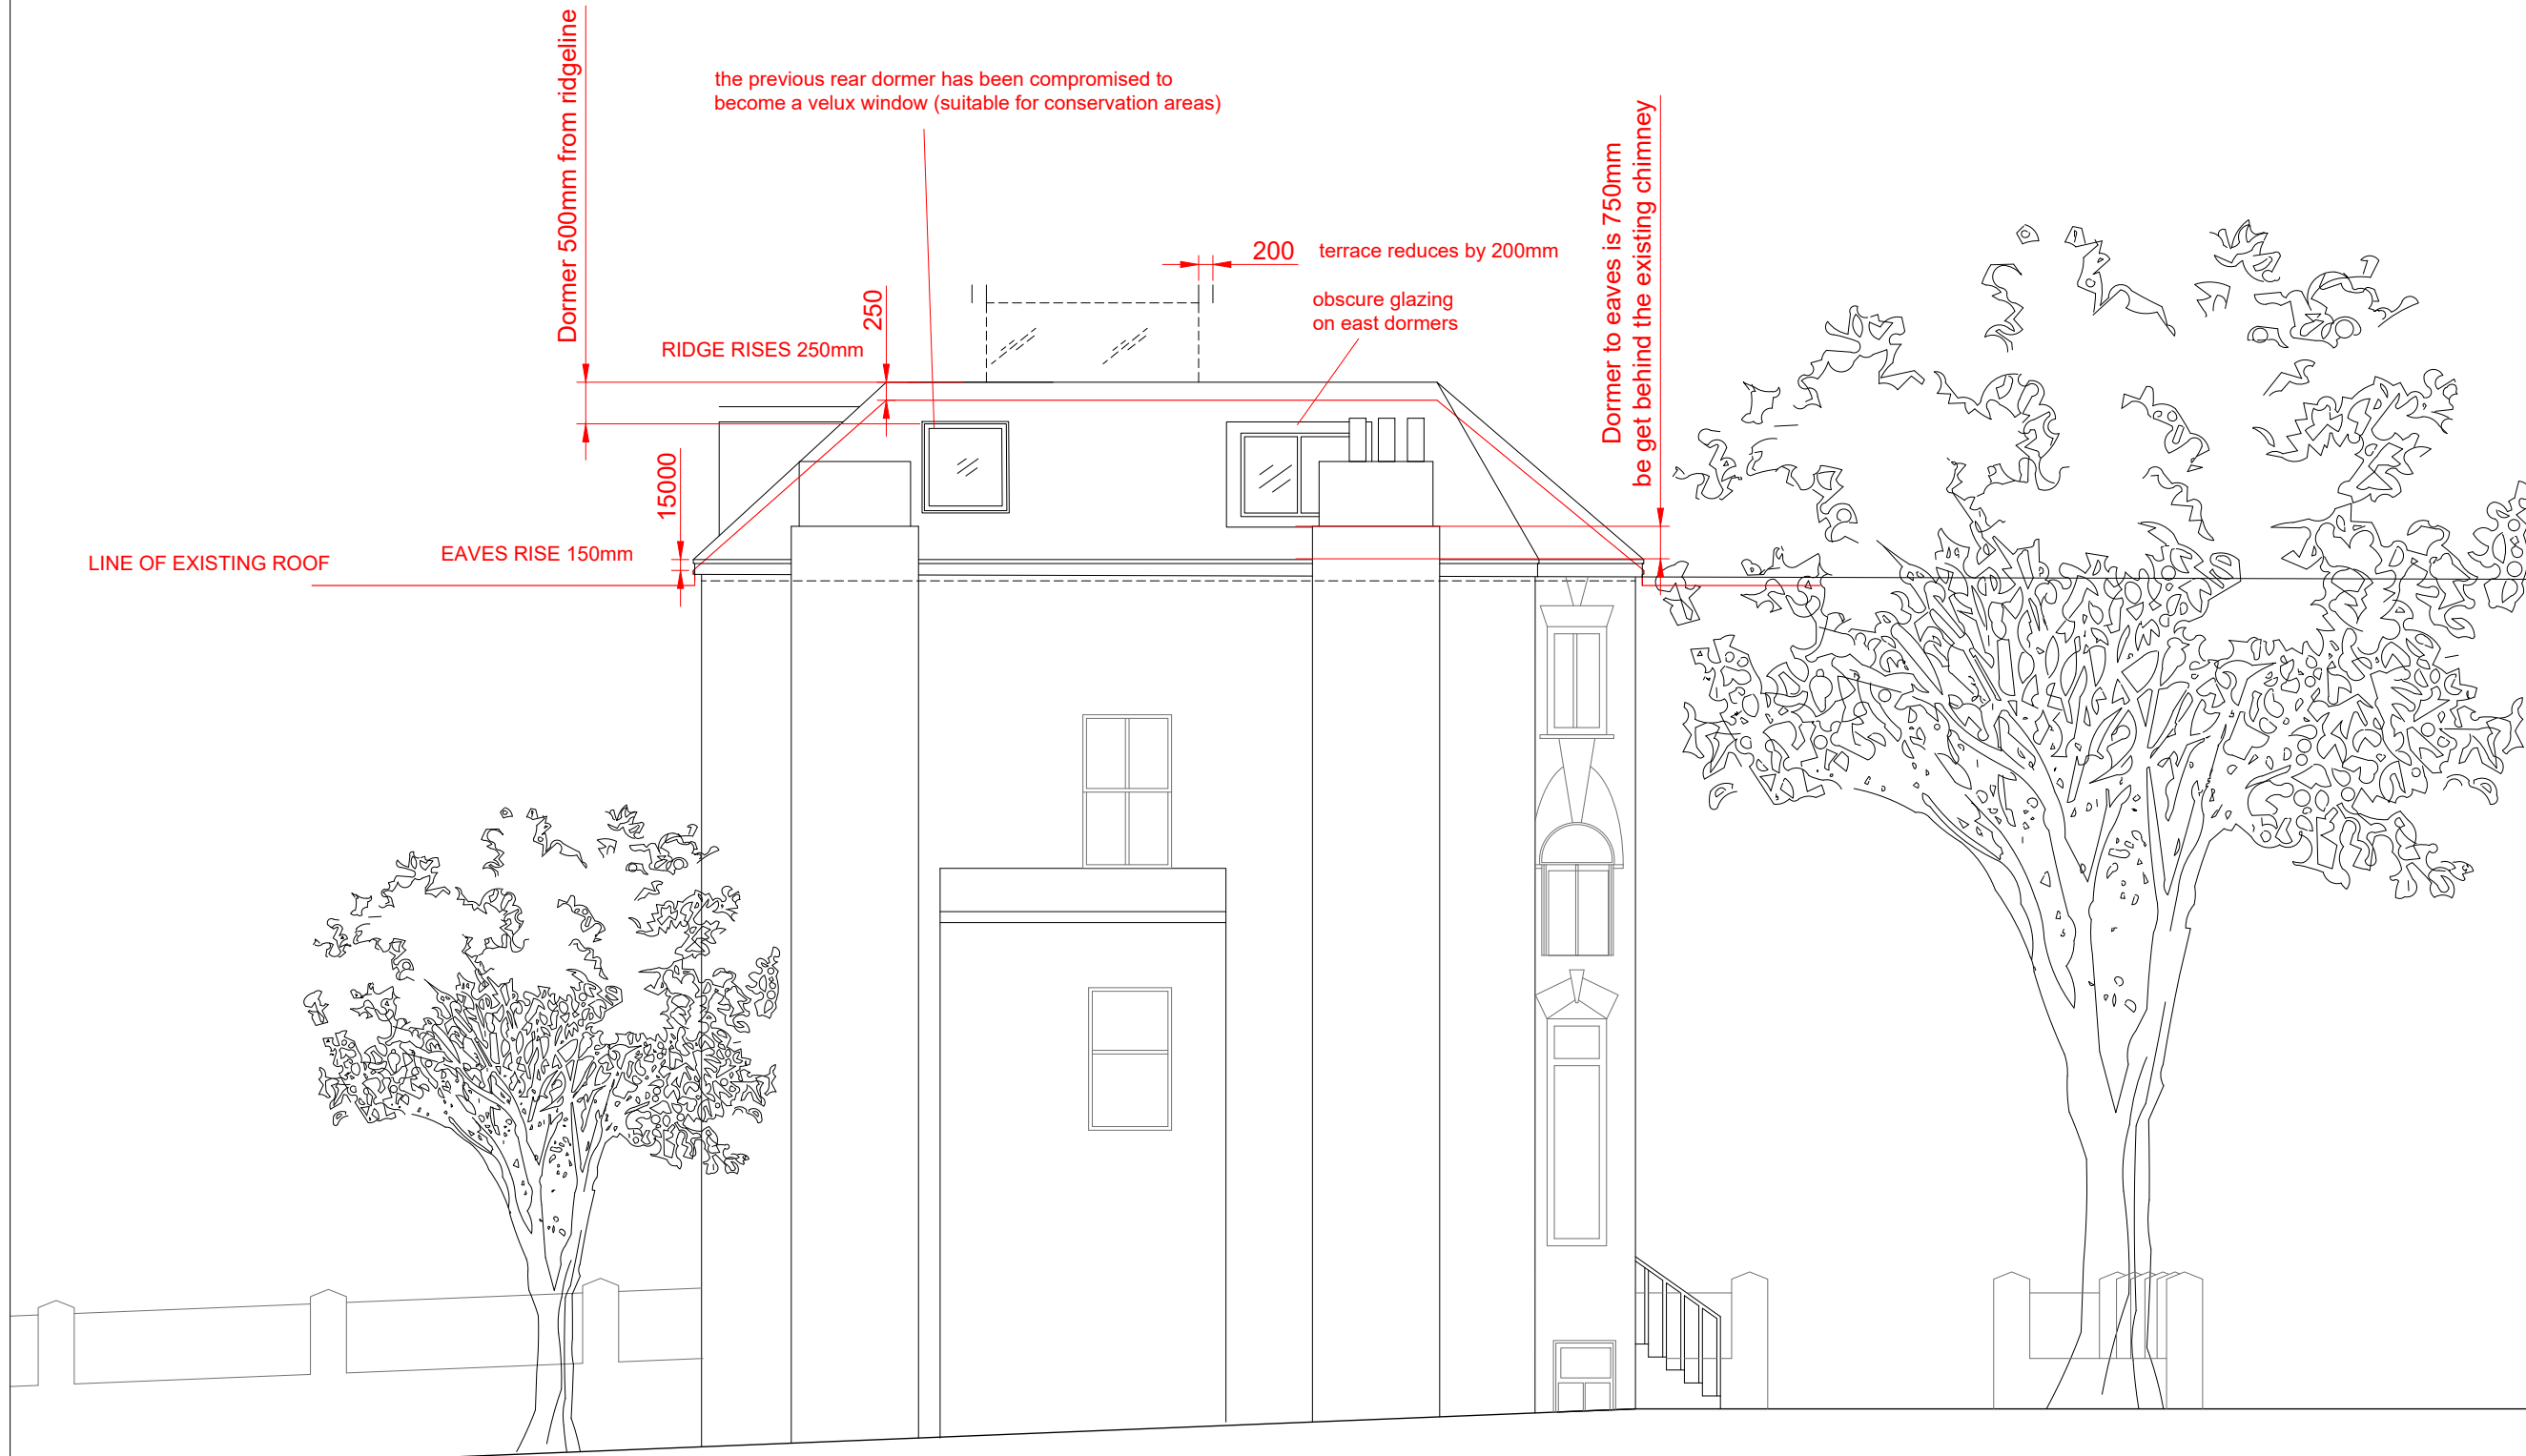 Dormer 500mm from ridgeline
the previous rear dormer has been compromised to
become a velux window (suitable for conservation areas)
Dormer to eaves is 750mm
be get behind the existing chimney
200
terrace reduces by 200mm
250
obscure glazing
on east dormers
RIDGE RISES 250mm
15000
EAVES RISE 150mm
LINE OF EXISTING ROOF